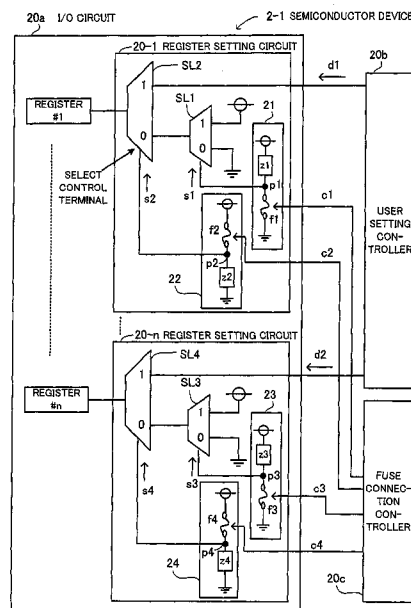 20a I/O CIRCUIT
2-1 SEMICONDUCTOR DEVICE
20-1 REGISTER SETTING CIRCUIT
SL2
d1
20b
REGISTER #1
1
0
SL1
1
0
21
z1
p1
f1
c1
SELECT CONTROL TERMINAL
s2
s1
f2
p2
z2
22
c2
USER SETTING CON-TROLLER
20-n REGISTER SETTING CIRCUIT
SL4
d2
REGISTER #n
1
0
SL3
1
0
23
z3
p3
f3
c3
s4
s3
f4
p4
z4
24
c4
FUSE CONNEC-TION CON-TROLLER
20c